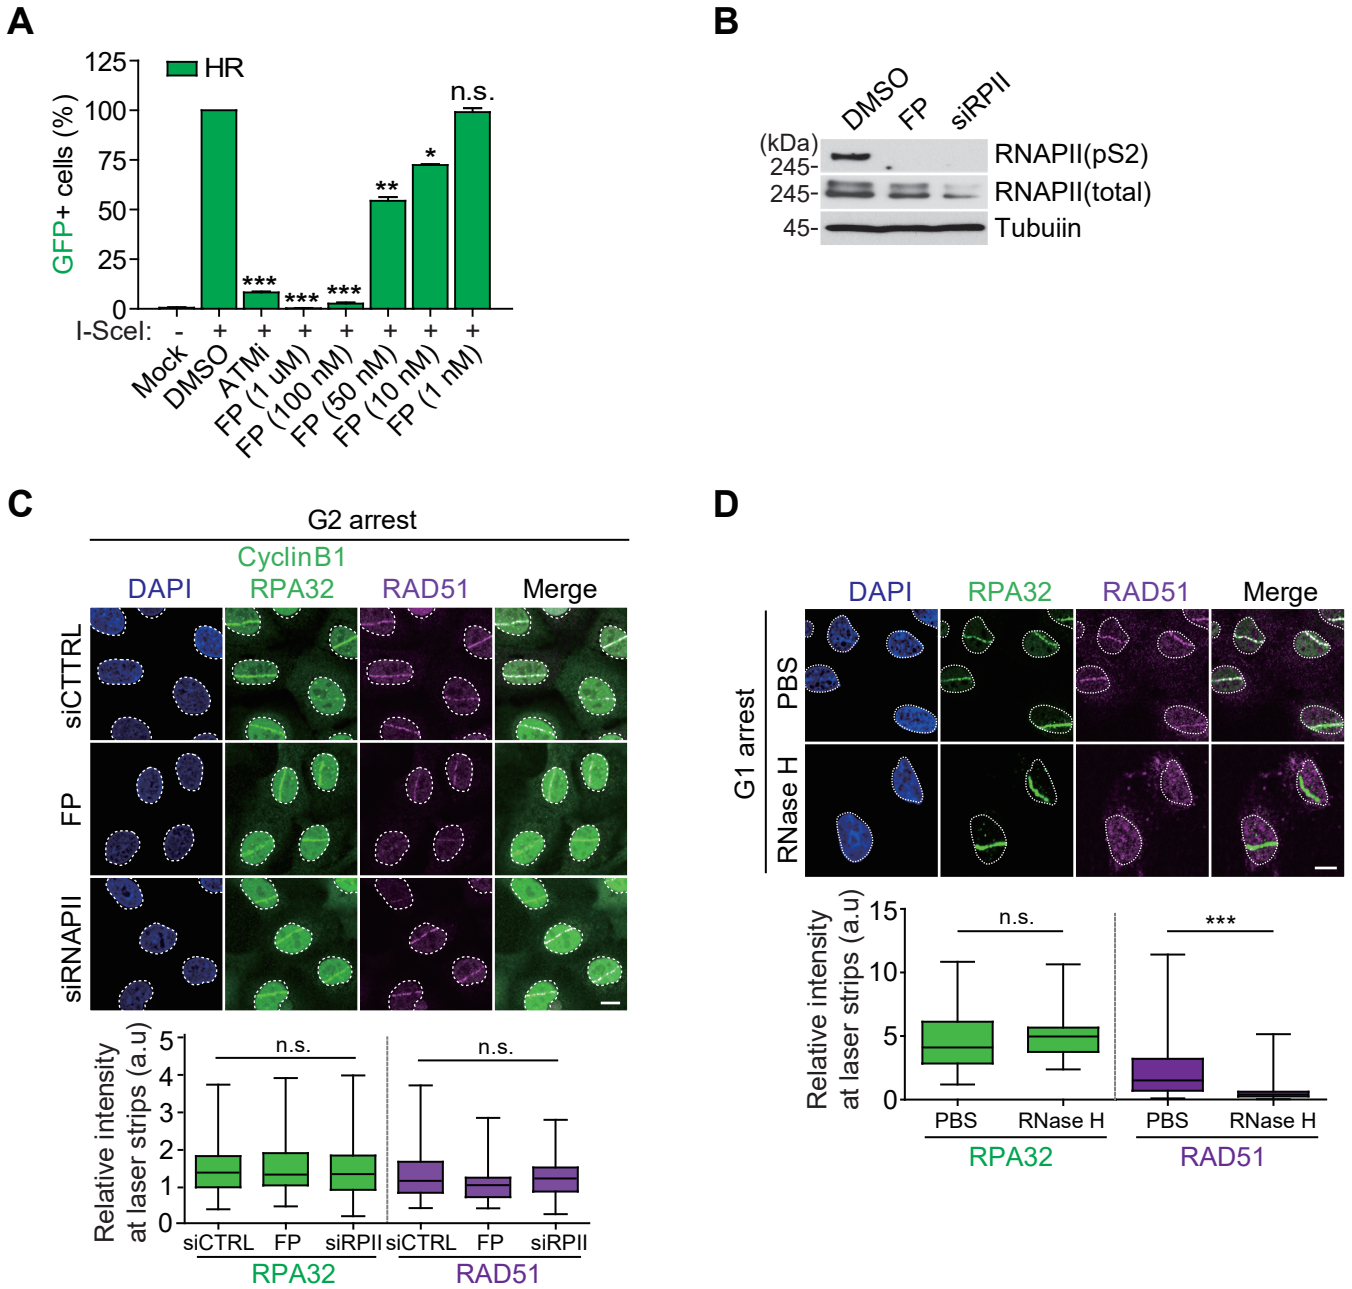 A
125
HR
n.s.
100
GFP+ cells (%)
75
*
**
50
25
***
***
***
0
I-SceI: - + + + + + + +
Mock
DMSO
ATMi
FP (1 uM)
FP (100 nM)
FP (50 nM)
FP (10 nM)
FP (1 nM)
B
DMSO
FP
siRPII
(kDa)
245-
RNAPII(pS2)
245-
RNAPII(total)
45-
Tubuiin
C
G2 arrest
CyclinB1
DAPI RPA32 RAD51 Merge
siCTTRL
FP
siRNAPII
Relative intensity
at laser strips (a.u)
5
4
3
2
1
0
n.s.
n.s.
siCTRL FP siRPII siCTRL FP siRPII
RPA32 RAD51
D
DAPI RPA32 RAD51 Merge
G1 arrest
PBS
RNase H
Relative intensity
at laser strips (a.u)
15
10
5
0
n.s.
***
PBS RNase H PBS RNase H
RPA32 RAD51